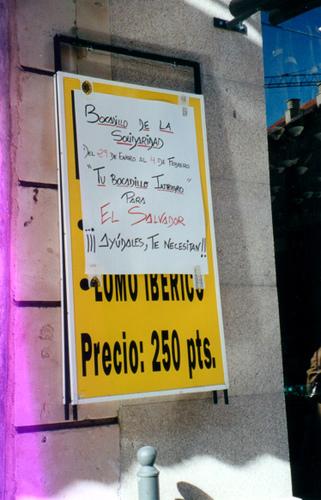 BOCADILLO DE LA
SOLIDARIDAD
DEL 29 DE ENERO AL 4 DE FEBRERO
"TU BOCADILLO
PARA
EL SALVADOR
¡¡¡ AYÚDALES, TE NECESITAN!!
LOMO IBERICO
Precio: 250 pts.